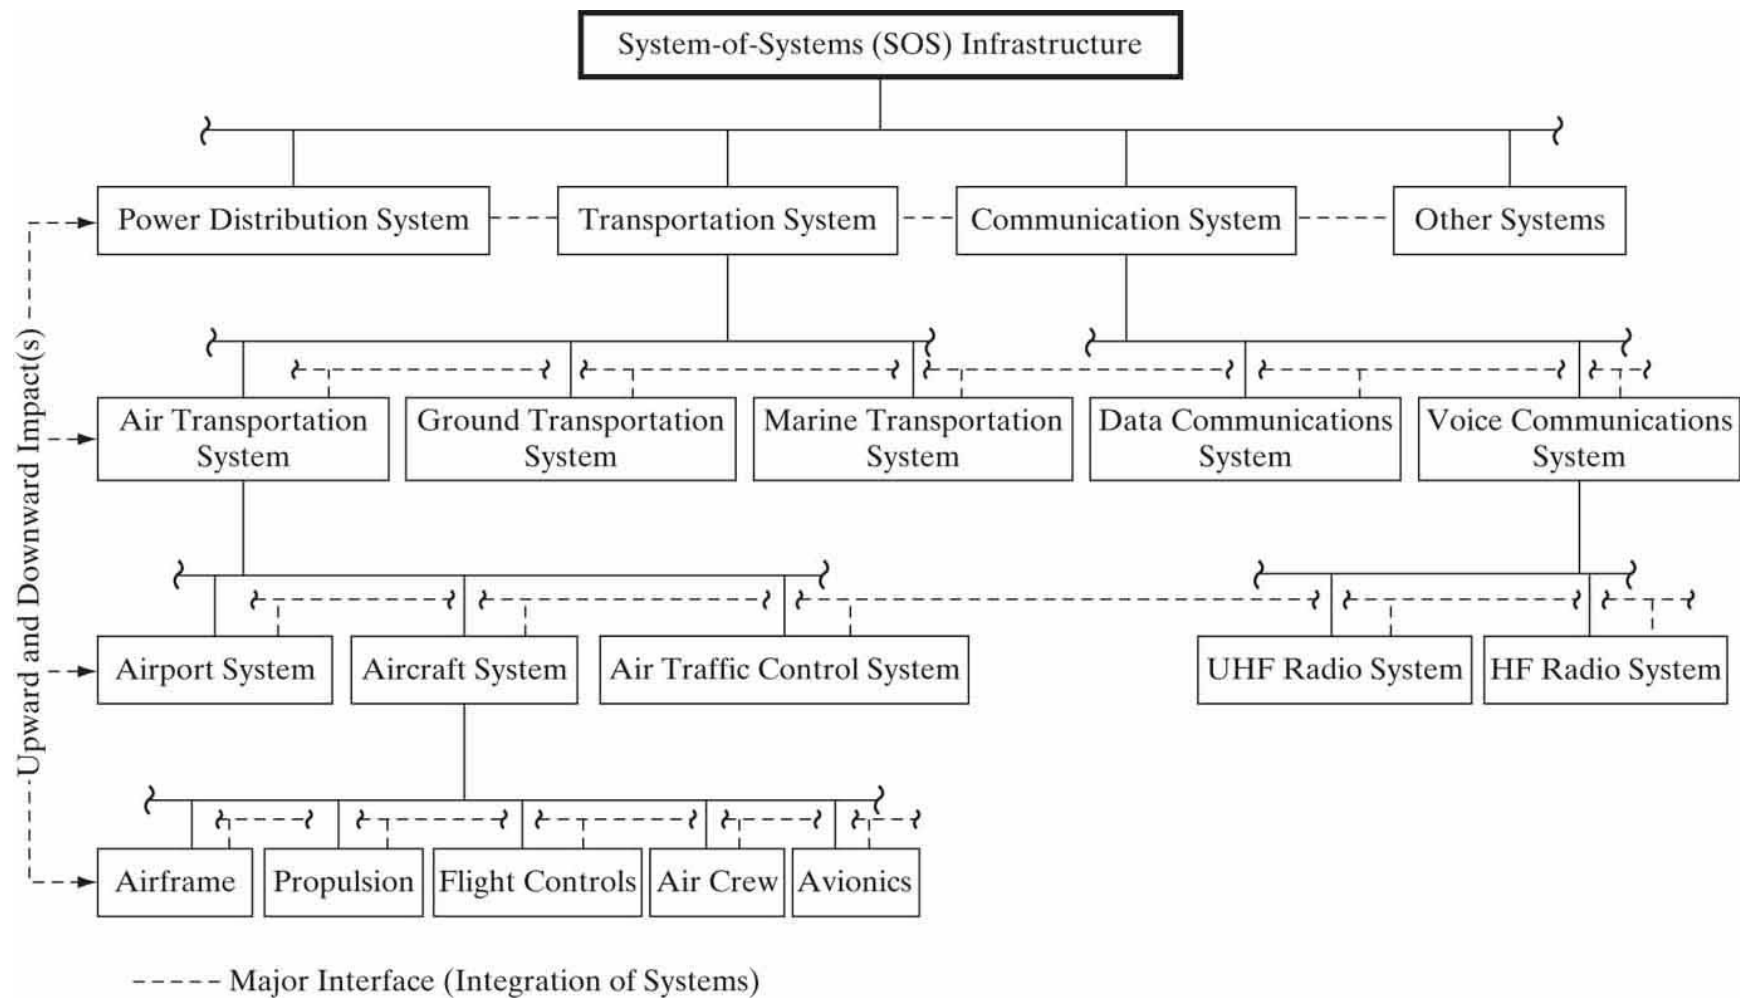 System-of-Systems (SOS) Infrastructure
Power Distribution System
Transportation System
Communication System
Other Systems
Upward and Downward Impact(s)
Air Transportation
System
Ground Transportation
System
Marine Transportation
System
Data Communications
System
Voice Communications
System
Airport System
Aircraft System
Air Traffic Control System
UHF Radio System
HF Radio System
Airframe
Propulsion
Flight Controls
Air Crew
Avionics
Major Interface (Integration of Systems)